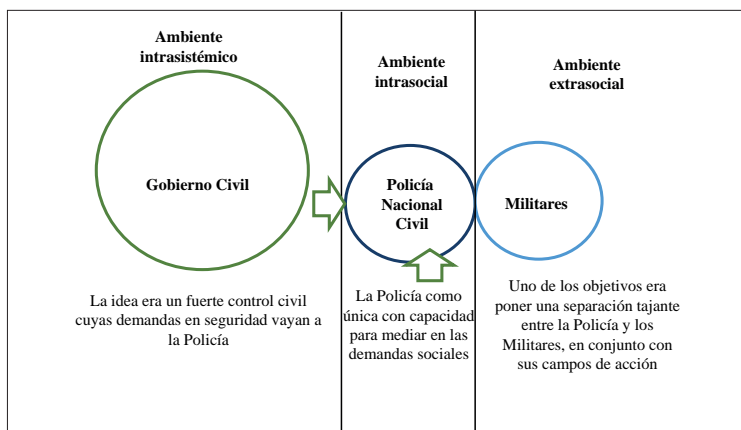 Ambiente
intrasistémico
Gobierno Civil
La idea era un fuerte control civil
cuyas demandas en seguridad vayan a
la Policía
Ambiente
intrasocial
Policía
Nacional
Civil
La Policía como
única con capacidad
para mediar en las
demandas sociales
Ambiente
extrasocial
Militares
Uno de los objetivos era
poner una separación tajante
entre la Policía y los
Militares, en conjunto con
sus campos de acción